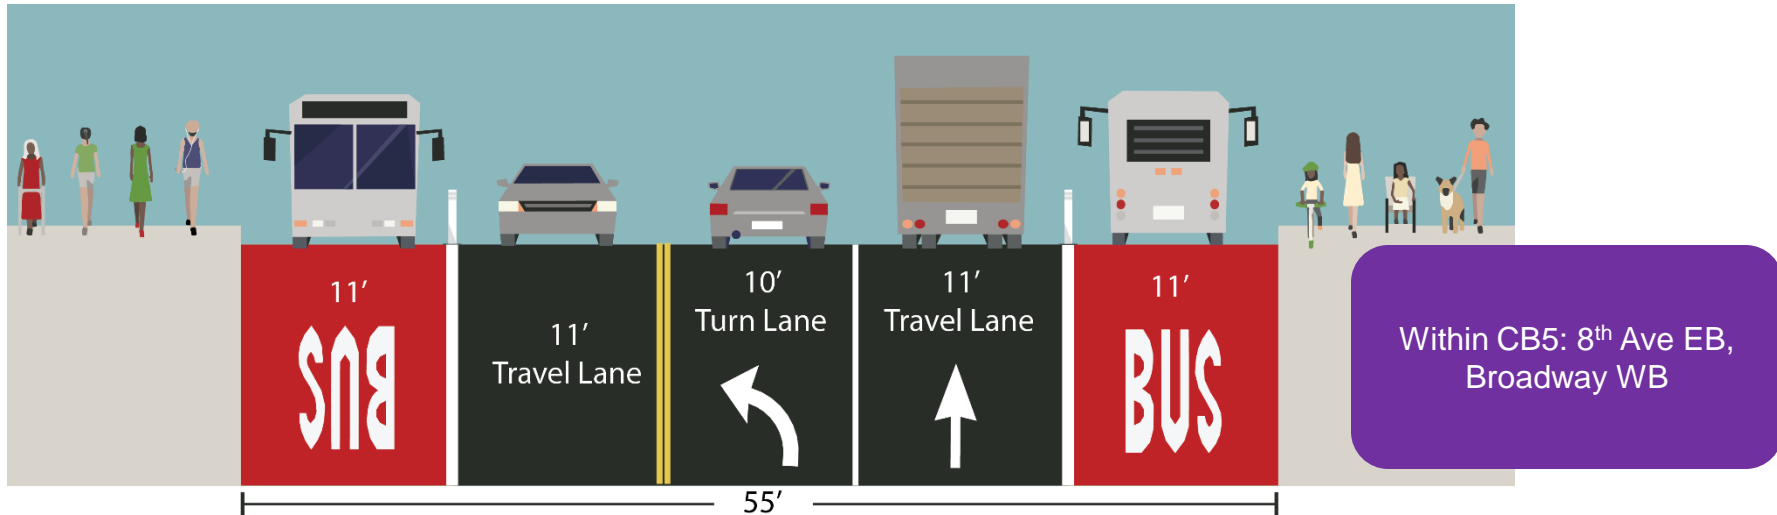 11’
BUS
11’
Travel Lane
10’
Turn Lane
11’
Travel Lane
11’
BUS
55’
Within CB5: 8th Ave EB,
Broadway WB